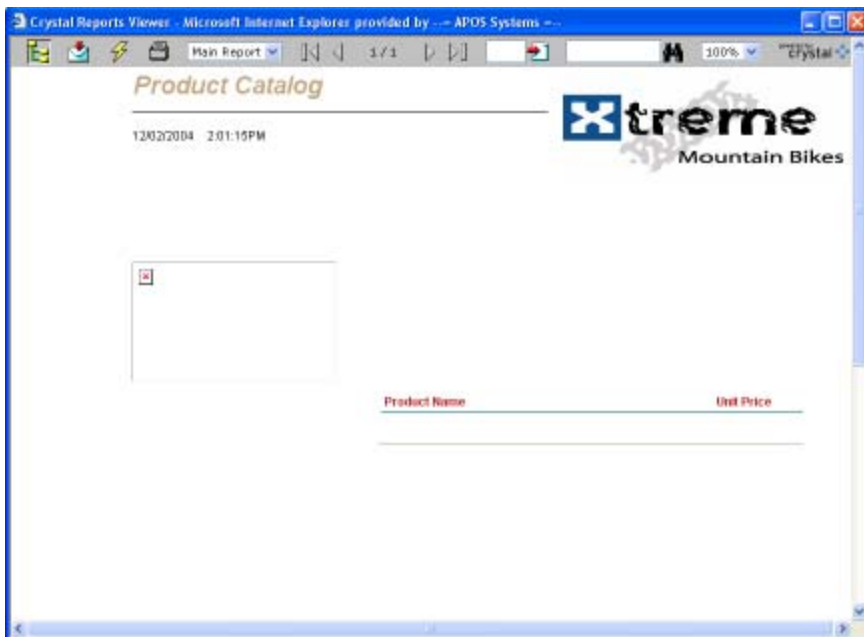 Crystal Reports Viewer - Microsoft Internet Explorer provided by --= APOS Systems =--
Main Report
1/1
100%
crystal
Product Catalog
12/02/2004 2:01:15PM
Xtreme
Mountain Bikes
Product Name Unit Price